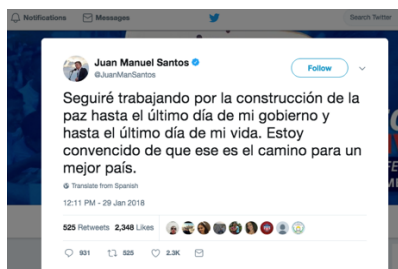 Notifications
Messages
Search Twitter
Juan Manuel Santos
@JuanManSantos
Follow
Seguiré trabajando por la construcción de la
paz hasta el último día de mi gobierno y
hasta el último día de mi vida. Estoy
convencido de que ese es el camino para un
mejor país.
Translate from Spanish
12:11 PM - 29 Jan 2018
525 Retweets 2,348 Likes
931 525 2.3K